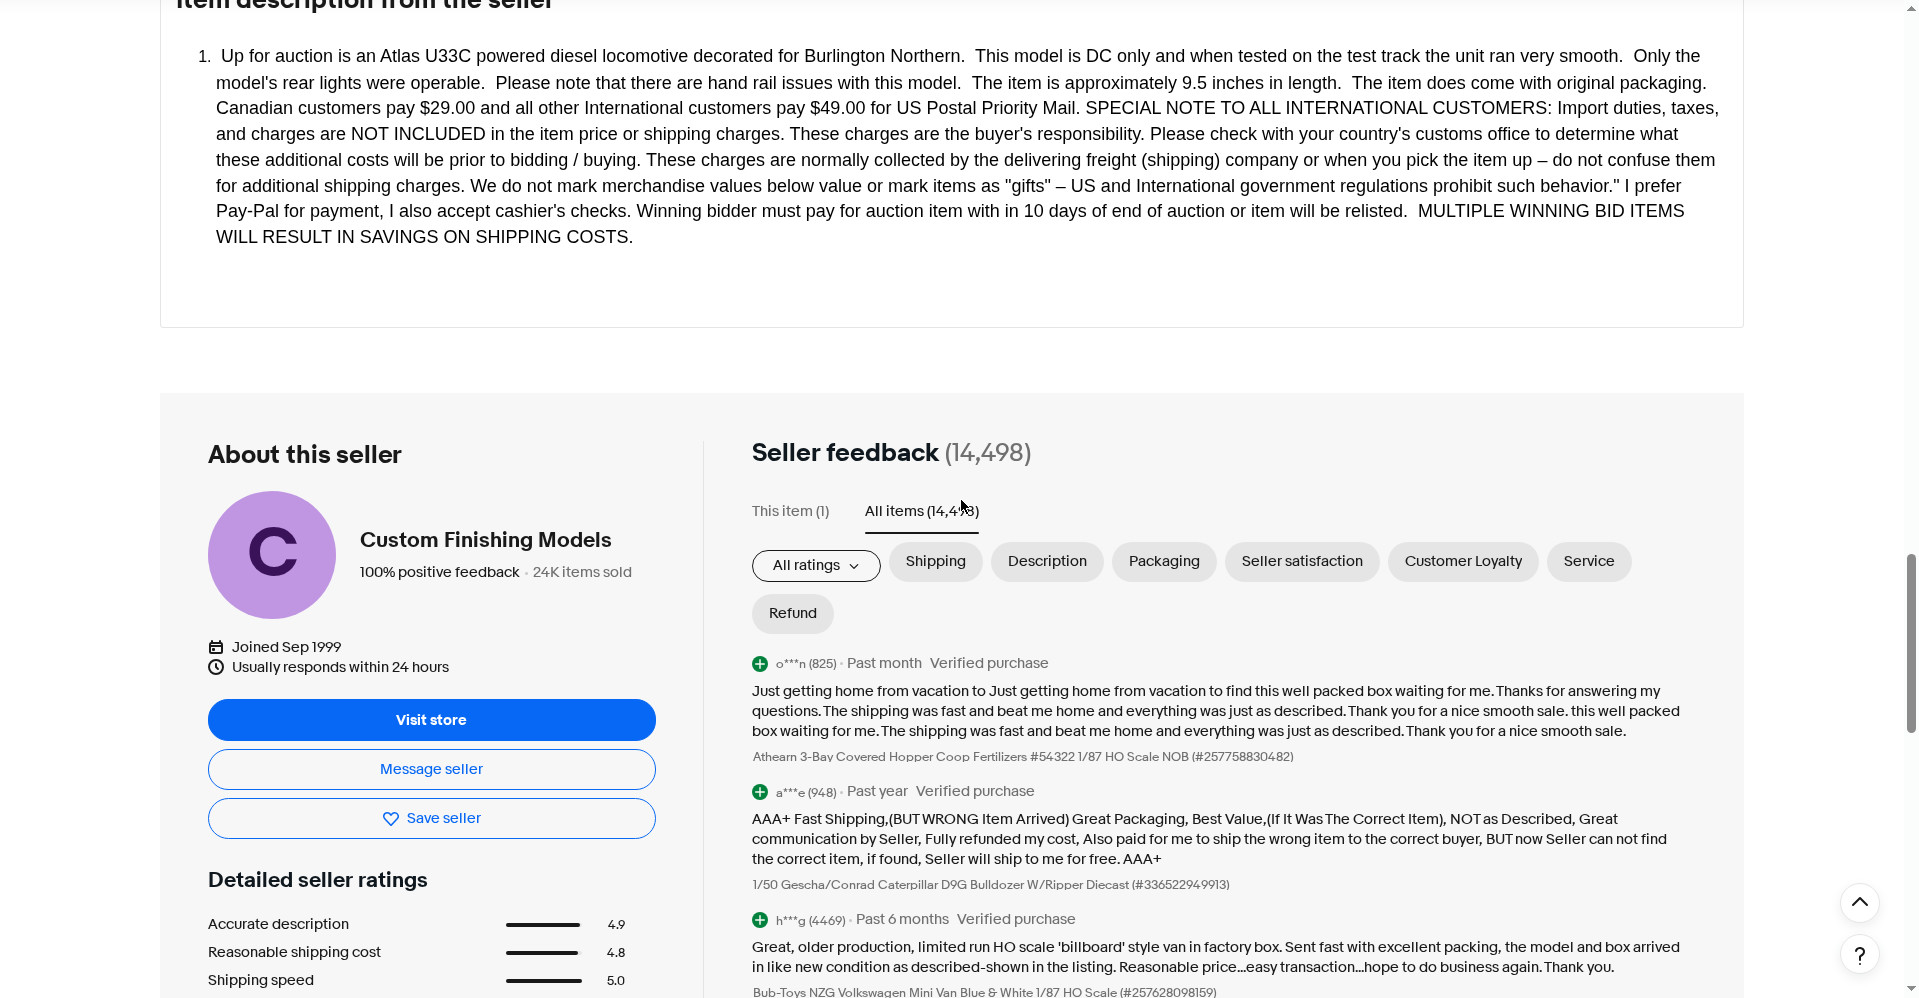 Item description from the seller
1. Up for auction is an Atlas U33C powered diesel locomotive decorated for Burlington Northern.  This model is DC only and when tested on the test track the unit ran very smooth.  Only the
model's rear lights were operable.  Please note that there are hand rail issues with this model.  The item is approximately 9.5 inches in length.  The item does come with original packaging.
Canadian customers pay $29.00 and all other International customers pay $49.00 for US Postal Priority Mail. SPECIAL NOTE TO ALL INTERNATIONAL CUSTOMERS: Import duties, taxes,
and charges are NOT INCLUDED in the item price or shipping charges. These charges are the buyer's responsibility. Please check with your country's customs office to determine what
these additional costs will be prior to bidding / buying. These charges are normally collected by the delivering freight (shipping) company or when you pick the item up – do not confuse them
for additional shipping charges. We do not mark merchandise values below value or mark items as "gifts" – US and International government regulations prohibit such behavior." I prefer
Pay-Pal for payment, I also accept cashier's checks. Winning bidder must pay for auction item with in 10 days of end of auction or item will be relisted.  MULTIPLE WINNING BID ITEMS
WILL RESULT IN SAVINGS ON SHIPPING COSTS.
About this seller
C
Custom Finishing Models
100% positive feedback · 24K items sold
Joined Sep 1999
Usually responds within 24 hours
Visit store
Message seller
Save seller
Detailed seller ratings
Accurate description 4.9
Reasonable shipping cost 4.8
Shipping speed 5.0
Seller feedback (14,498)
This item (1) All items (14,498)
All ratings Shipping Description Packaging Seller satisfaction Customer Loyalty Service
Refund
o***n (825) · Past month Verified purchase
Just getting home from vacation to Just getting home from vacation to find this well packed box waiting for me. Thanks for answering my
questions. The shipping was fast and beat me home and everything was just as described. Thank you for a nice smooth sale. this well packed
box waiting for me. The shipping was fast and beat me home and everything was just as described. Thank you for a nice smooth sale.
Athearn 3-Bay Covered Hopper Coop Fertilizers #54322 1/87 HO Scale NOB (#257758830482)
a***e (948) · Past year Verified purchase
AAA+ Fast Shipping,(BUT WRONG Item Arrived) Great Packaging, Best Value,(If It Was The Correct Item), NOT as Described, Great
communication by Seller, Fully refunded my cost, Also paid for me to ship the wrong item to the correct buyer, BUT now Seller can not find
the correct item, if found, Seller will ship to me for free. AAA+
1/50 Gescha/Conrad Caterpillar D9G Bulldozer W/Ripper Diecast (#336522949913)
h***g (4469) · Past 6 months Verified purchase
Great, older production, limited run HO scale 'billboard' style van in factory box. Sent fast with excellent packing, the model and box arrived
in like new condition as described-shown in the listing. Reasonable price...easy transaction...hope to do business again. Thank you.
Bub-Toys NZG Volkswagen Mini Van Blue & White 1/87 HO Scale (#257628098159)
?